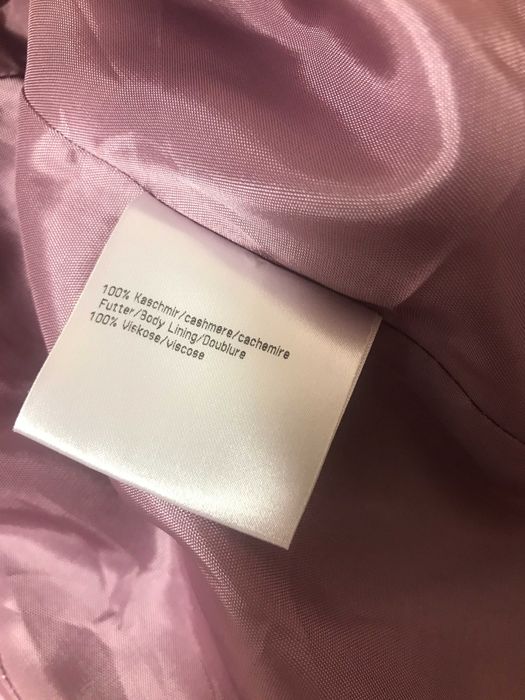 100% Kaschmir/cashmere/cachemire
Futter/Body Lining/Doublure
100% Viskose/viscose